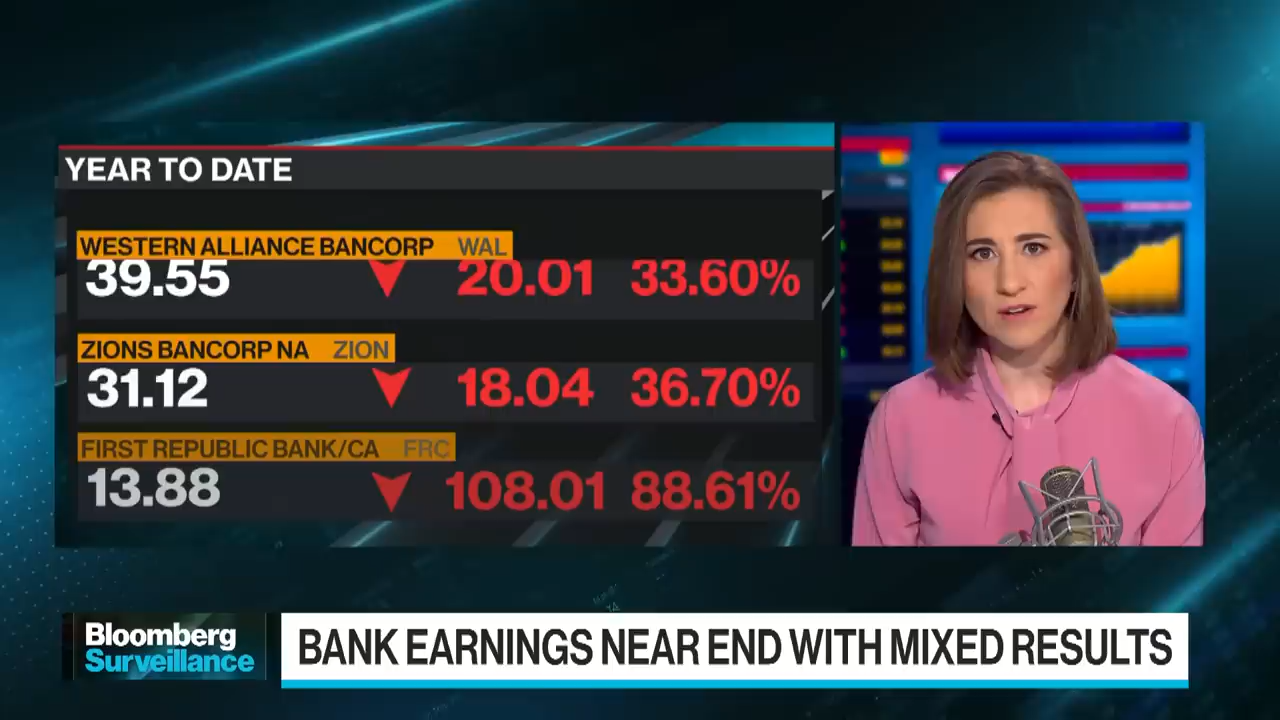 YEAR TO DATE
WESTERN ALLIANCE BANCORP WAL
39.55 20.01 33.60%
ZIONS BANCORP NA ZION
31.12 18.04 36.70%
FIRST REPUBLIC BANK/CA FRC
13.88 108.01 88.61%
Bloomberg
Surveillance
BANK EARNINGS NEAR END WITH MIXED RESULTS